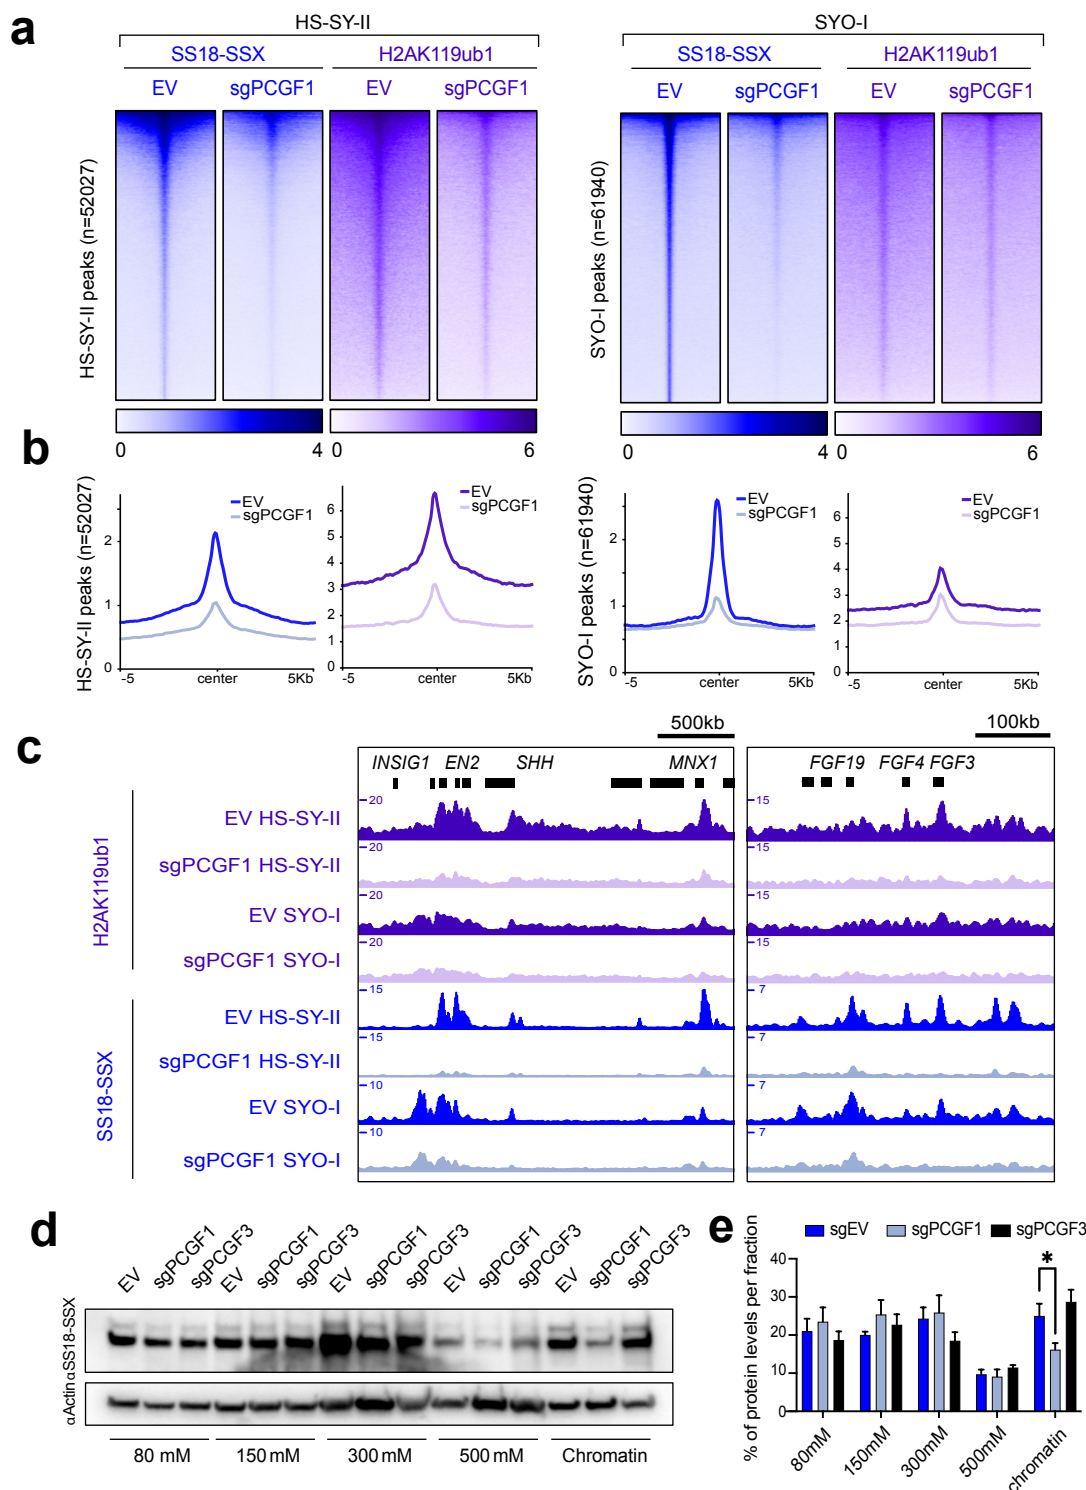 a
HS-SY-II
SYO-I
SS18-SSX H2AK119ub1
SS18-SSX H2AK119ub1
EV sgPCGF1 EV sgPCGF1
EV sgPCGF1 EV sgPCGF1
HS-SY-II peaks (n=52027)
SYO-I peaks (n=61940)
0 4 0 6
0 4 0 6
b
HS-SY-II peaks (n=52027)
EV
sgPCGF1
2
1
0
-5 center 5Kb
EV
sgPCGF1
6
5
4
3
2
1
0
-5 center 5Kb
SYO-I peaks (n=61940)
EV
sgPCGF1
2
1
0
-5 center 5Kb
EV
sgPCGF1
6
5
4
3
2
1
0
-5 center 5Kb
c
500kb
100kb
INSIG1 EN2 SHH MNX1
FGF19 FGF4 FGF3
H2AK119ub1
EV HS-SY-II 20 15
sgPCGF1 HS-SY-II 20 15
EV SYO-I 20 15
sgPCGF1 SYO-I 20 15
SS18-SSX
EV HS-SY-II 15 7
sgPCGF1 HS-SY-II 15 7
EV SYO-I 10 7
sgPCGF1 SYO-I 10 7
d
EV sgPCGF1 sgPCGF3 EV sgPCGF1 sgPCGF3 EV sgPCGF1 sgPCGF3 EV sgPCGF1 sgPCGF3 EV sgPCGF1 sgPCGF3
αSS18-SSX
αActin
80 mM 150 mM 300 mM 500 mM Chromatin
e
sgEV sgPCGF1 sgPCGF3
% of protein levels per fraction
40
30
20
10
0
*
80mM 150mM 300mM 500mM chromatin